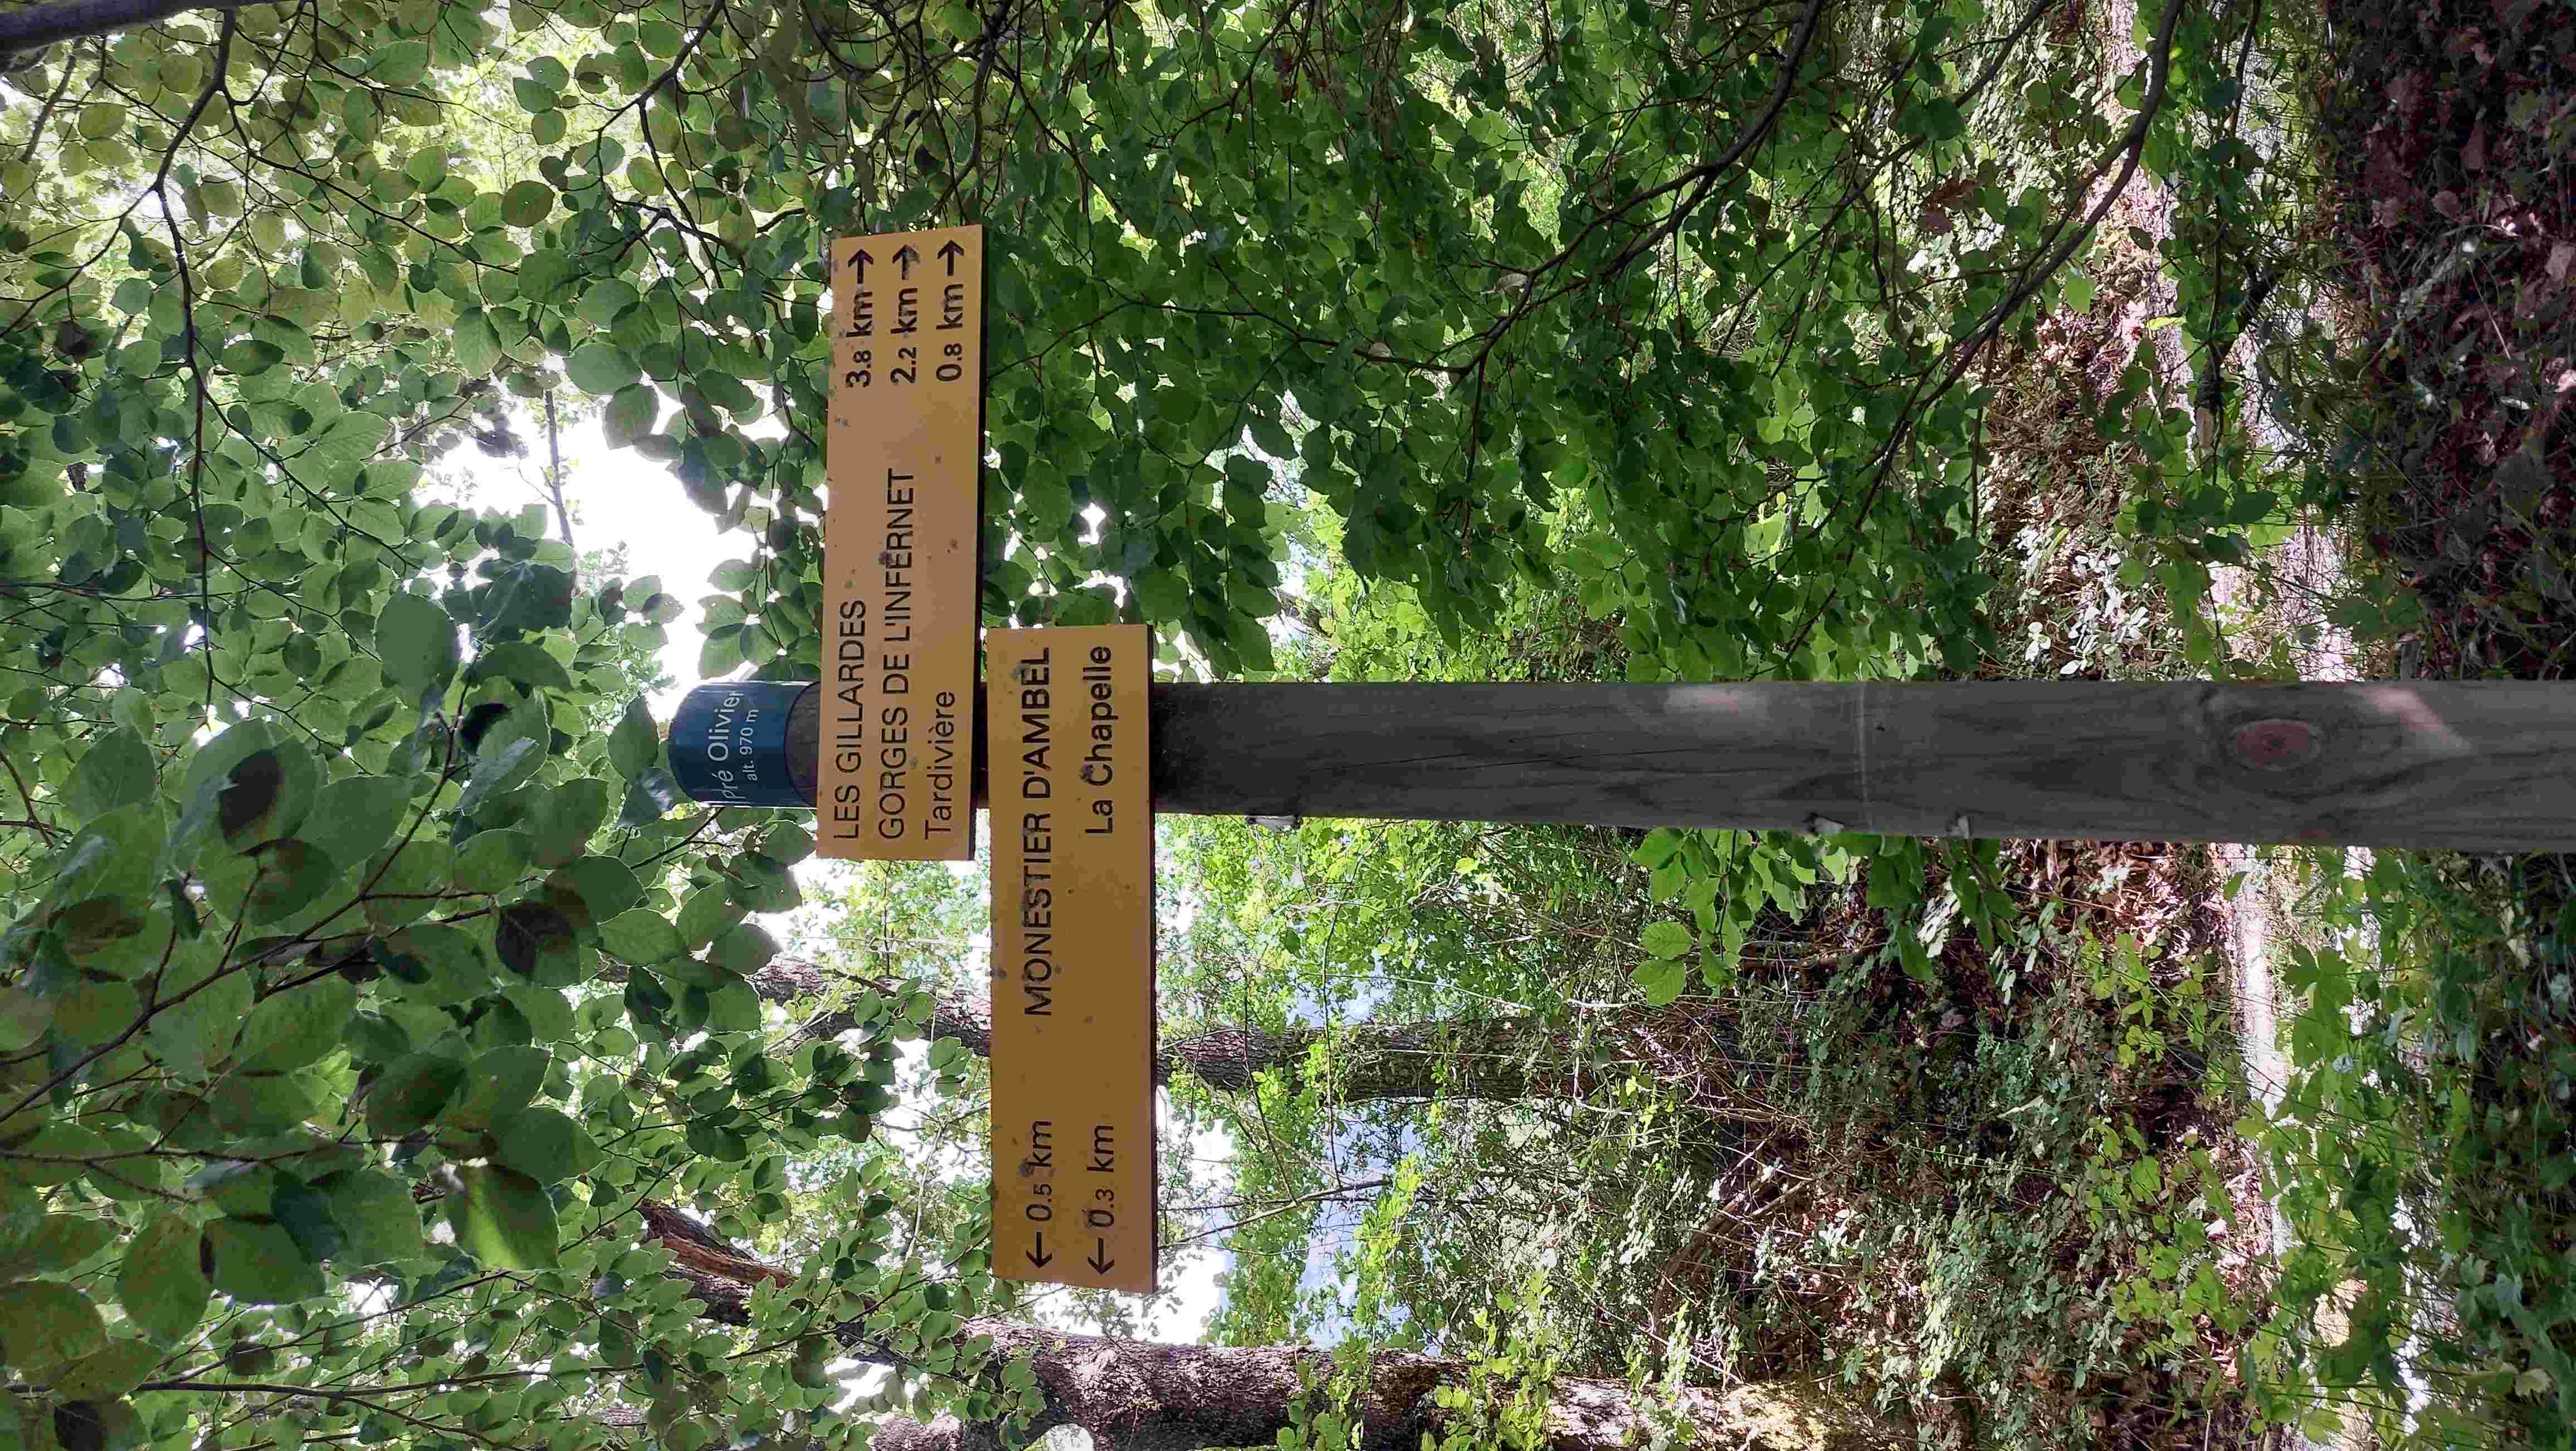 Pré Olivier
alt. 970 m
LES GILLARDES 3.8 km →
GORGES DE L'INFERNET 2.2 km →
Tardivière 0.8 km →
← 0.5 km MONESTIER D'AMBEL
← 0.3 km La Chapelle